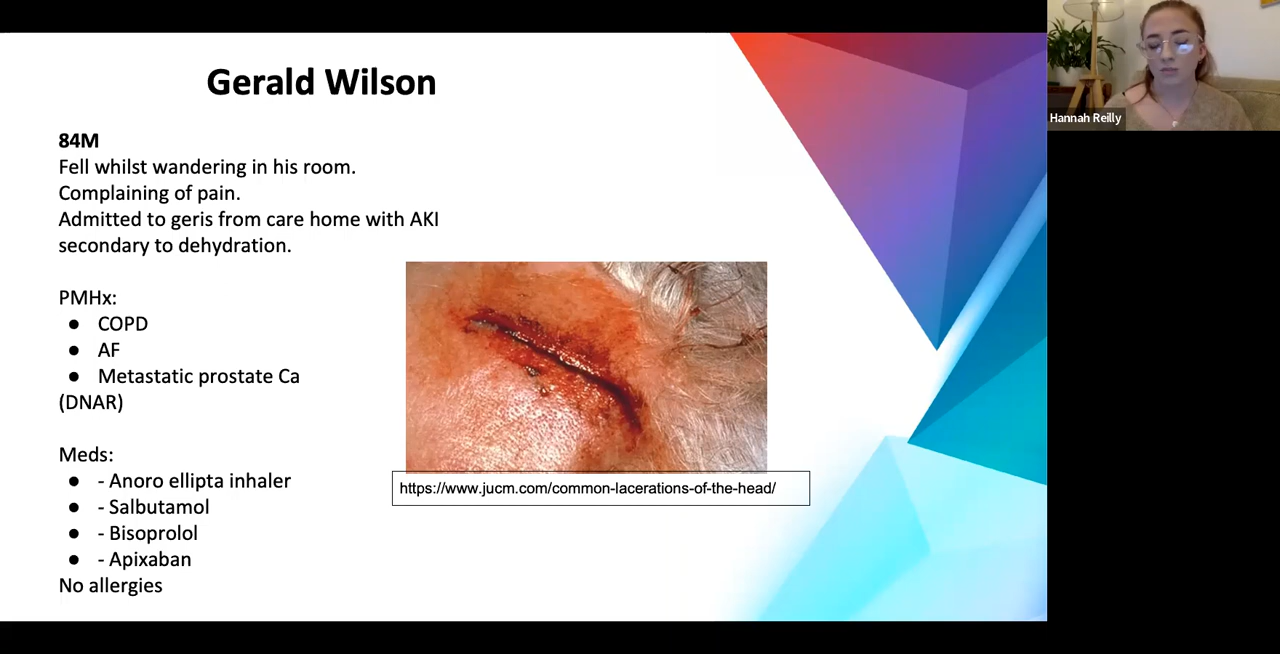 Gerald Wilson
84M
Fell whilst wandering in his room.
Complaining of pain.
Admitted to geris from care home with AKI
secondary to dehydration.
PMHx:
● COPD
● AF
● Metastatic prostate Ca
(DNAR)
Meds:
● - Anoro ellipta inhaler
● - Salbutamol
● - Bisoprolol
● - Apixaban
No allergies
https://www.jucm.com/common-lacerations-of-the-head/
Hannah Reilly